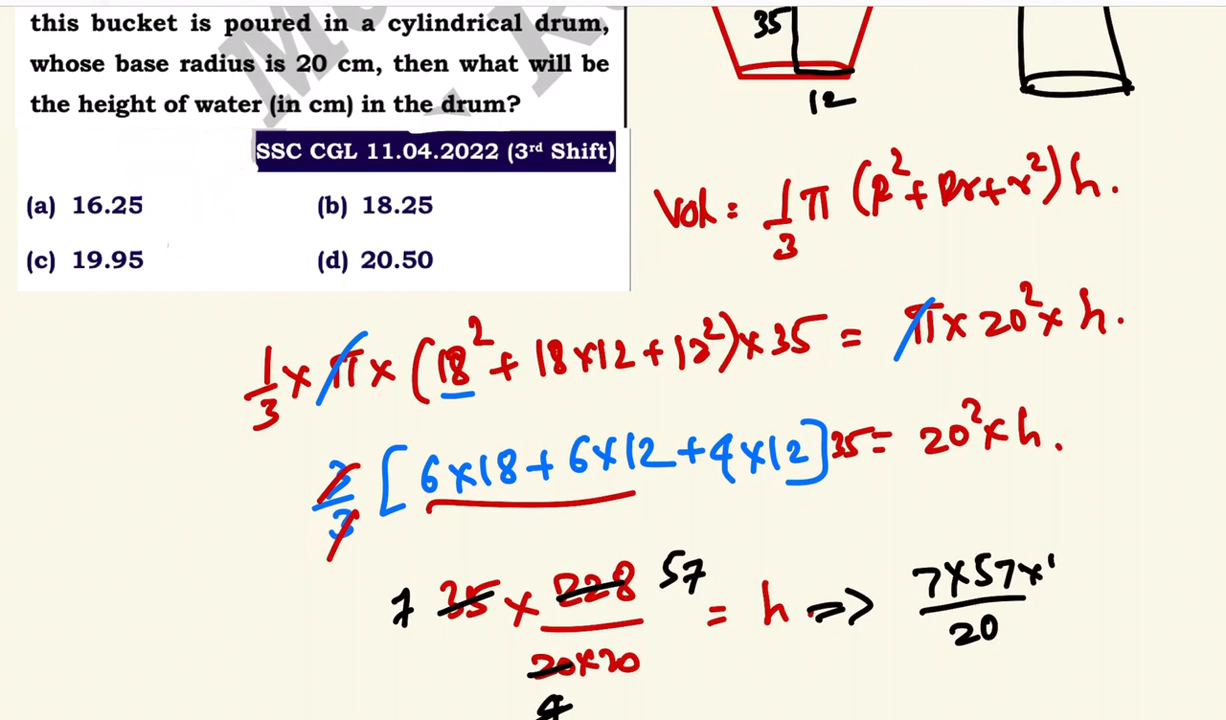 this bucket is poured in a cylindrical drum,
whose base radius is 20 cm, then what will be
the height of water (in cm) in the drum?
SSC CGL 11.04.2022 (3rd Shift)
(a) 16.25 (b) 18.25
(c) 19.95 (d) 20.50
35
12
Vol = 1/3 π (R² + Rr + r²) h.
1/3 × π × (18² + 18×12 + 12²) × 35 = π × 20² × h.
3/3 [6×18 + 6×12 + 4×12] 35 = 20² × h.
7 35 × 228 57 / 20×20 4 = h => 7×57×1 / 20